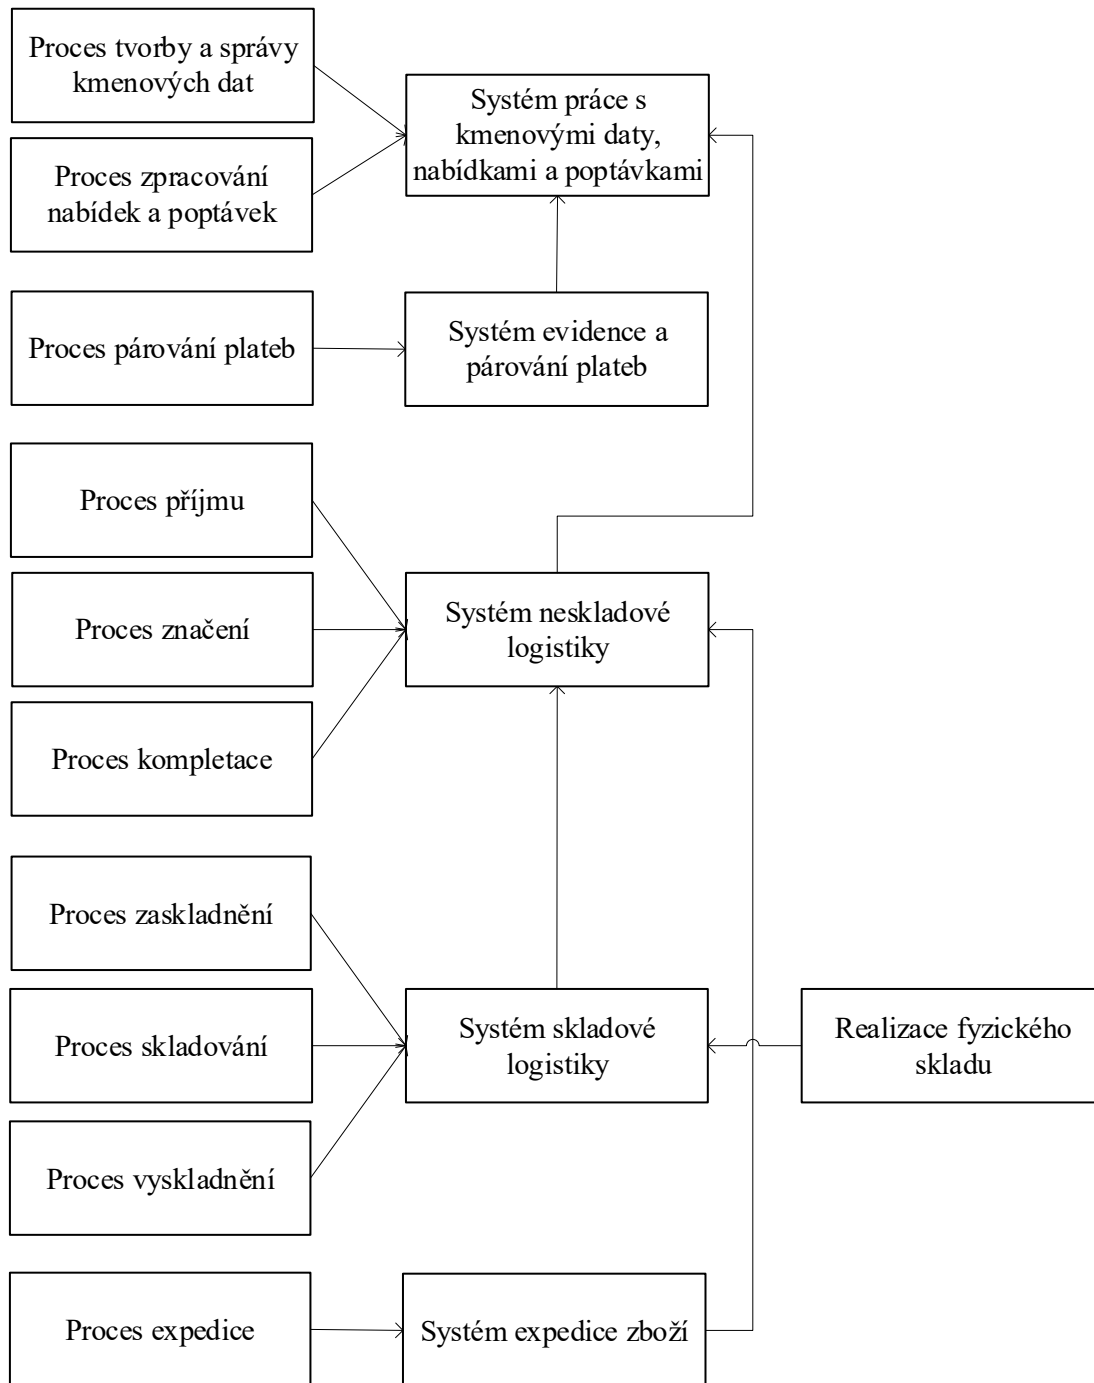 Proces tvorby a správy
kmenových dat
Systém práce s
kmenovými daty,
nabídkami a poptávkami
Proces zpracování
nabídek a poptávek
Proces párování plateb
Systém evidence a
párování plateb
Proces příjmu
Proces značení
Systém neskladové
logistiky
Proces kompletace
Proces zaskladnění
Proces skladování
Systém skladové
logistiky
Realizace fyzického
skladu
Proces vyskladnění
Proces expedice
Systém expedice zboží